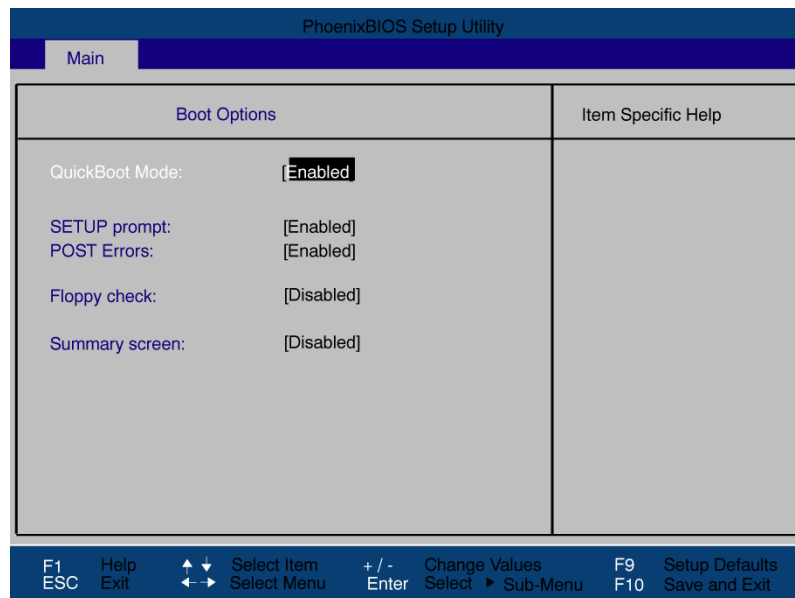 PhoenixBIOS Setup Utility
Main
Boot Options
Item Specific Help
QuickBoot Mode: [Enabled]
SETUP prompt: [Enabled]
POST Errors: [Enabled]
Floppy check: [Disabled]
Summary screen: [Disabled]
F1 Help Select Item + / - Change Values F9 Setup Defaults
ESC Exit Select Menu Enter Select Sub-Menu F10 Save and Exit